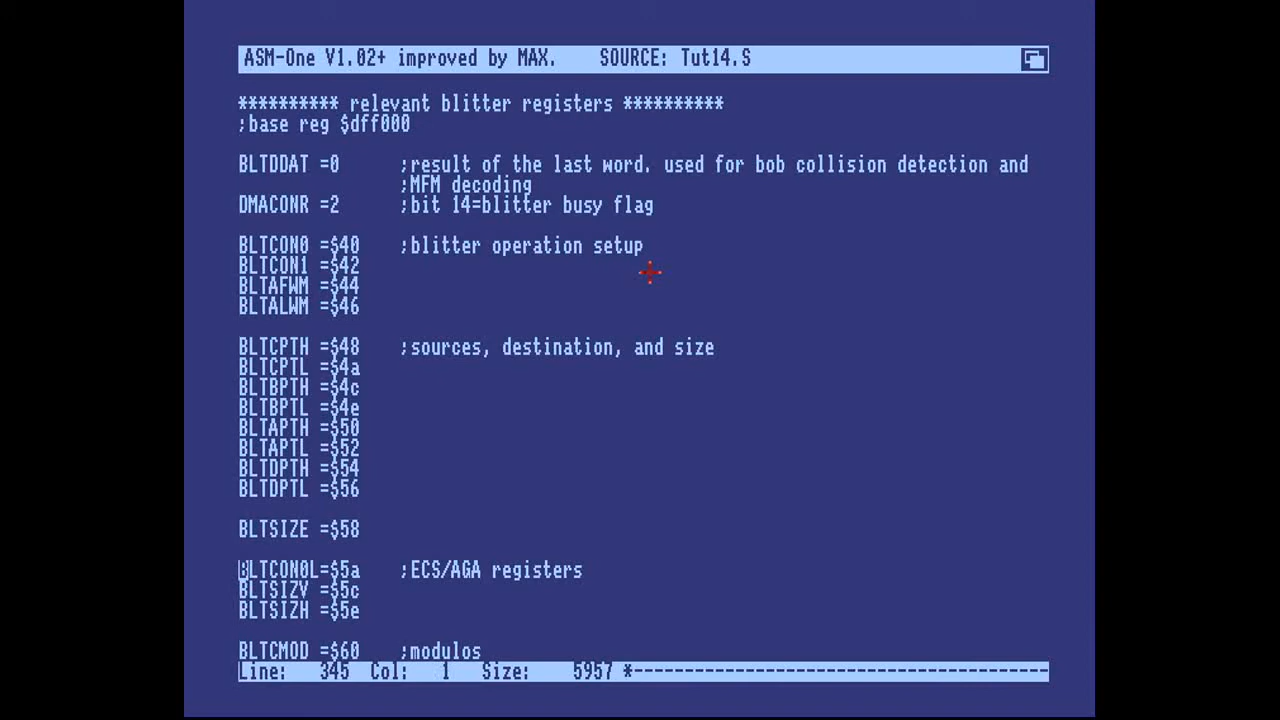 ASM-One V1.02+ improved by MAX.    SOURCE: Tut14.S
********** relevant blitter registers **********
;base reg $dff000
BLTDDAT =0      ;result of the last word. used for bob collision detection and
                ;MFM decoding
DMACONR =2      ;bit 14=blitter busy flag
BLTCON0 =$40    ;blitter operation setup
BLTCON1 =$42
BLTAFWM =$44
BLTALWM =$46
BLTCPTH =$48    ;sources, destination, and size
BLTCPTL =$4a
BLTBPTH =$4c
BLTBPTL =$4e
BLTAPTH =$50
BLTAPTL =$52
BLTDPTH =$54
BLTDPTL =$56
BLTSIZE =$58
BLTCON0L=$5a    ;ECS/AGA registers
BLTSIZV =$5c
BLTSIZH =$5e
BLTCMOD =$60    ;modulos
Line:   345 Col:   1   Size:    5957 *-----------------------------------------